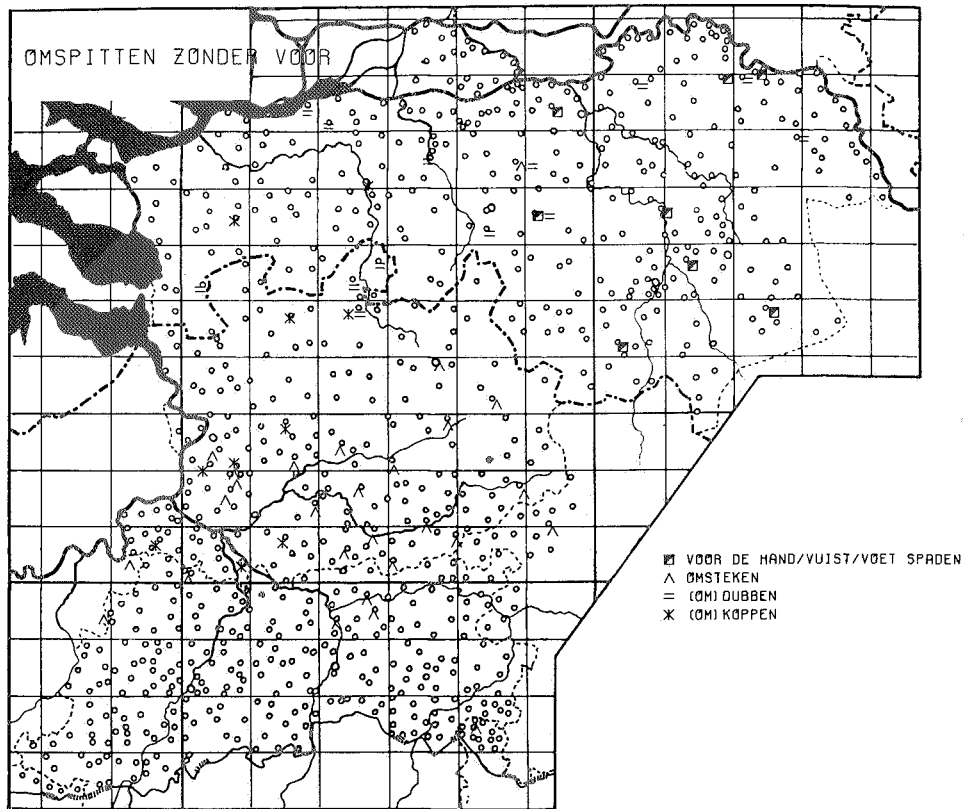 OMSPITTEN ZONDER VOOR
VOOR DE HAND/VUIST/VOET SPADEN
OMSTEKEN
(OM) DUBBEN
(OM) KOPPEN